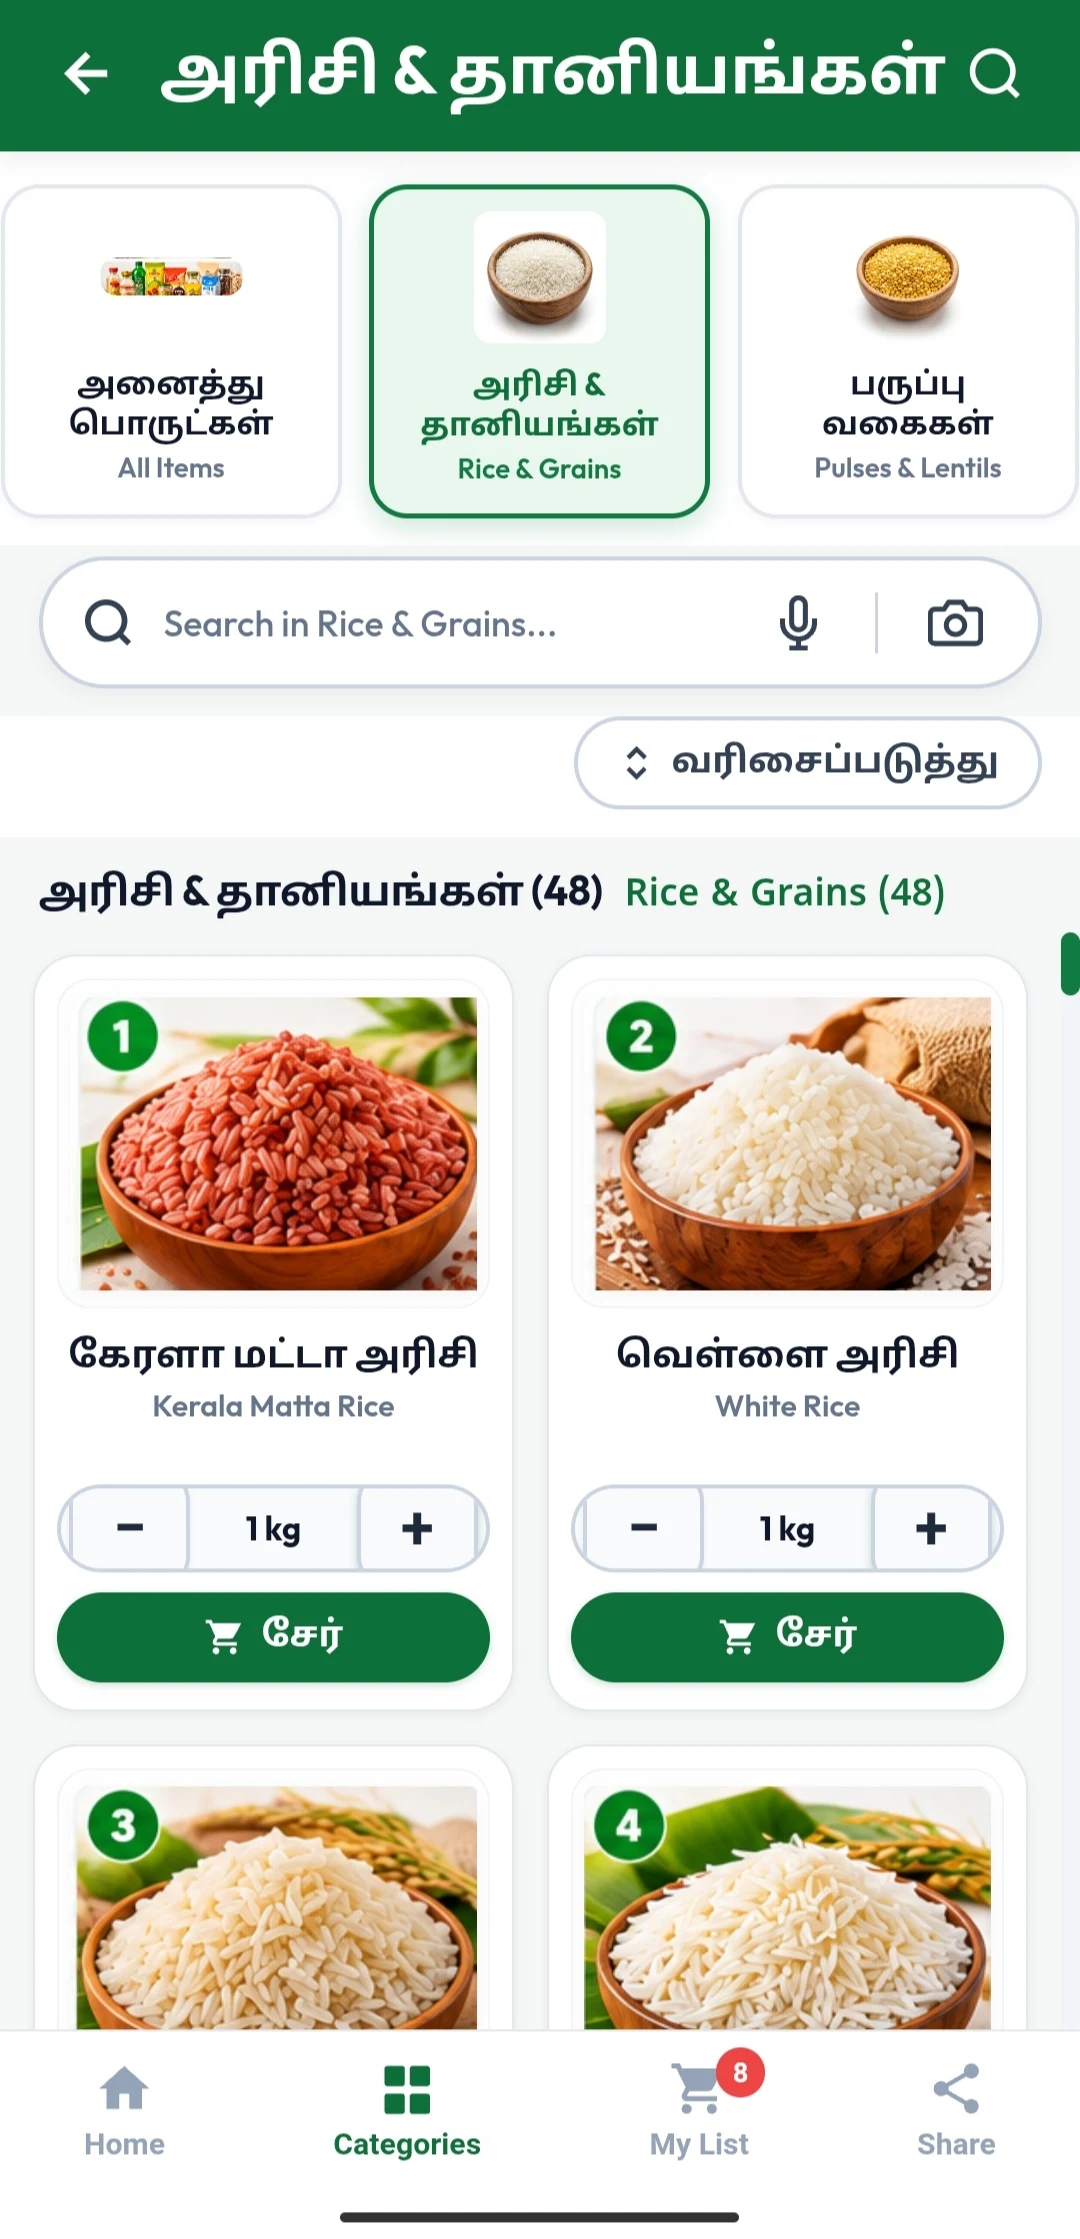 அரிசி & தானியங்கள்
அனைத்து
பொருட்கள்
All Items
அரிசி &
தானியங்கள்
Rice & Grains
பருப்பு
வகைகள்
Pulses & Lentils
Search in Rice & Grains...
வரிசைப்படுத்து
அரிசி & தானியங்கள் (48) Rice & Grains (48)
1
2
கேரளா மட்டா அரிசி
Kerala Matta Rice
வெள்ளை அரிசி
White Rice
− 1 kg +
− 1 kg +
சேர்
சேர்
3
4
8
Home
Categories
My List
Share